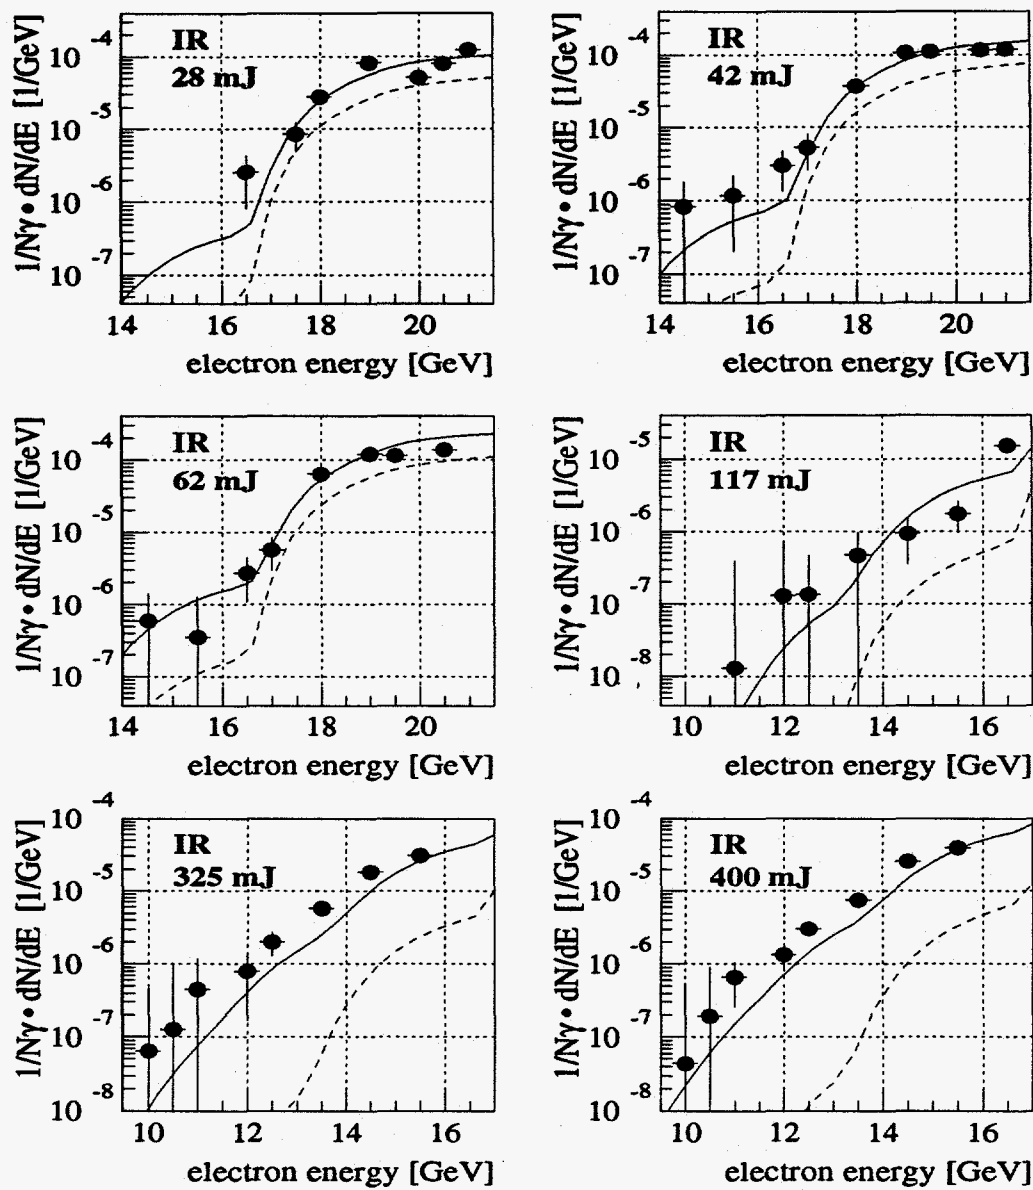 1/Nγ • dN/dE [1/GeV]
IR
28 mJ
10 -4
10 -5
10 -6
10 -7
14 16 18 20
electron energy [GeV]
1/Nγ • dN/dE [1/GeV]
IR
42 mJ
10 -4
10 -5
10 -6
10 -7
14 16 18 20
electron energy [GeV]
1/Nγ • dN/dE [1/GeV]
IR
62 mJ
10 -4
10 -5
10 -6
10 -7
14 16 18 20
electron energy [GeV]
1/Nγ • dN/dE [1/GeV]
IR
117 mJ
10 -5
10 -6
10 -7
10 -8
10 12 14 16
electron energy [GeV]
1/Nγ • dN/dE [1/GeV]
IR
325 mJ
10 -4
10 -5
10 -6
10 -7
10 -8
10 12 14 16
electron energy [GeV]
1/Nγ • dN/dE [1/GeV]
IR
400 mJ
10 -4
10 -5
10 -6
10 -7
10 -8
10 12 14 16
electron energy [GeV]